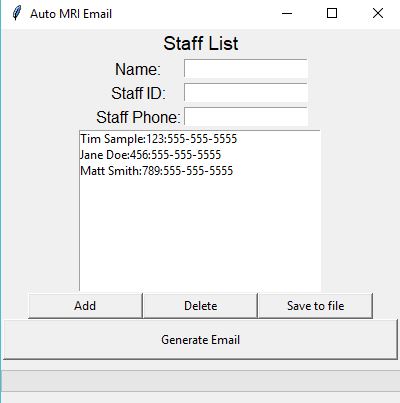 Auto MRI Email
Staff List
Name:
Staff ID:
Staff Phone:
Tim Sample:123:555-555-5555
Jane Doe:456:555-555-5555
Matt Smith:789:555-555-5555
Add Delete Save to file
Generate Email